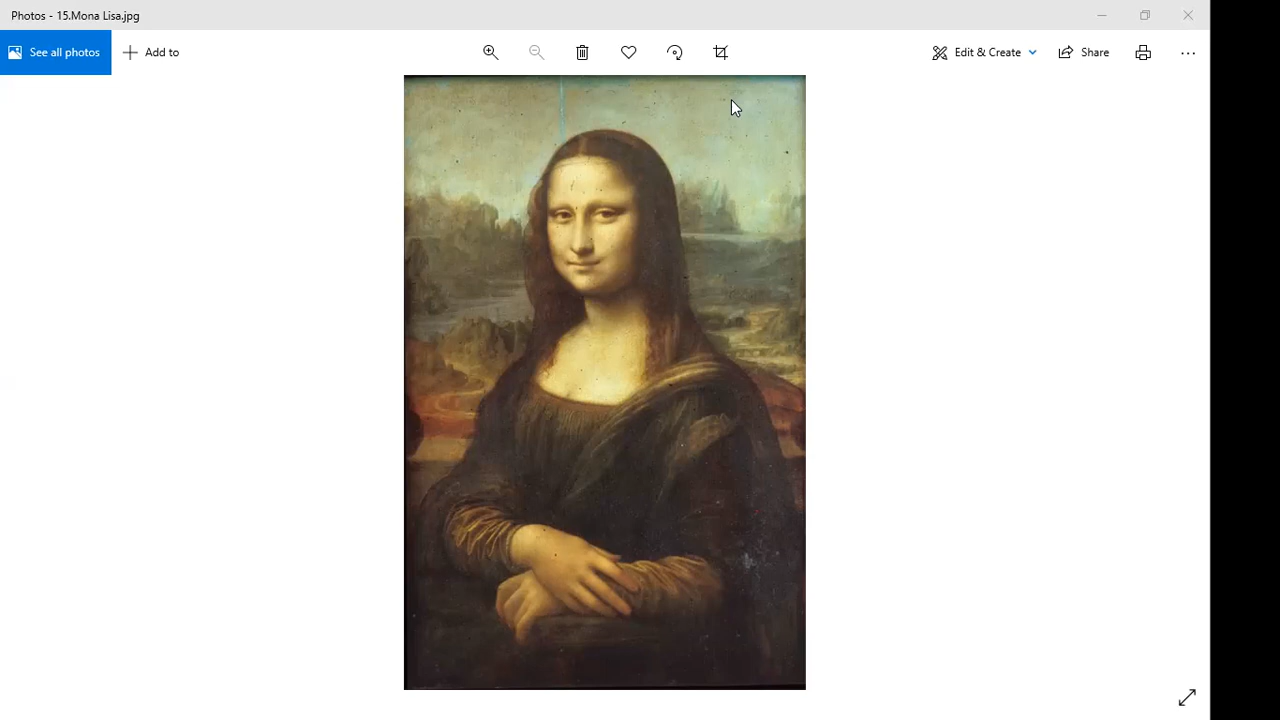 Photos - 15.Mona Lisa.jpg
See all photos
Add to
Edit & Create
Share